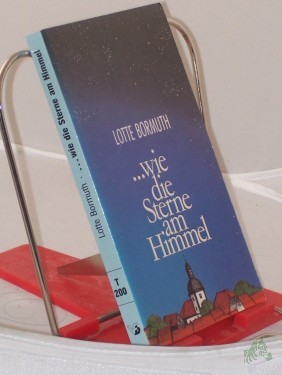 Lotte Bormuth · ...wie die Sterne am Himmel
T
200
LOTTE BORMUTH
...wie
die
Sterne
am
Himmel